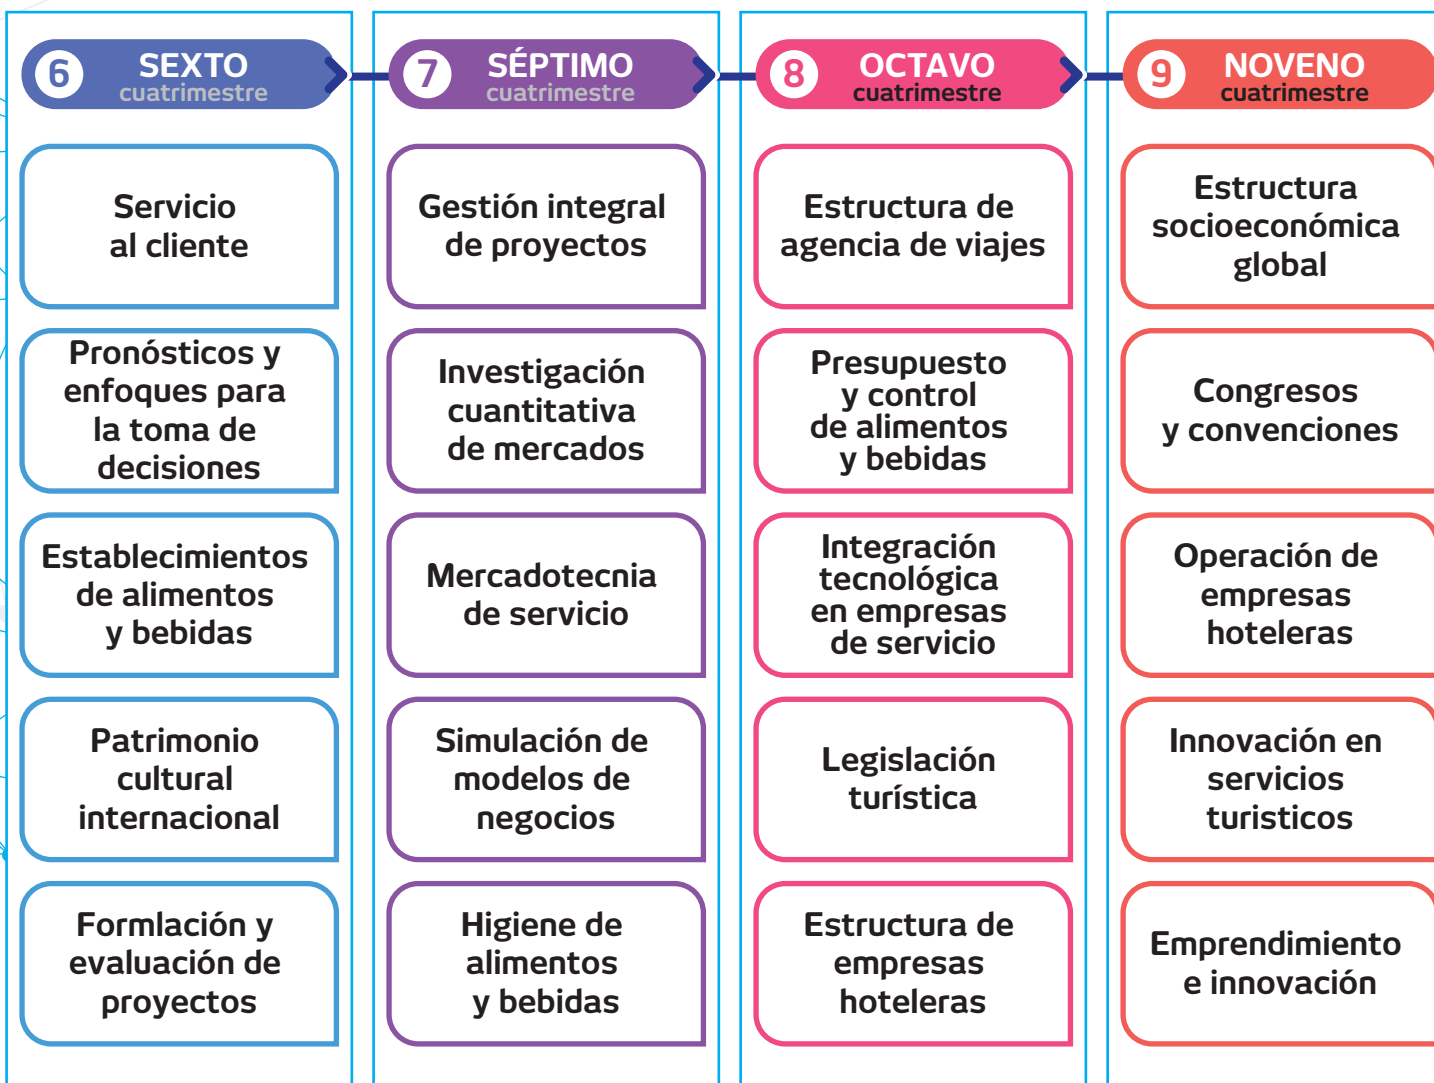 6
SEXTO
cuatrimestre
Servicio
al cliente
Pronósticos y
enfoques para
la toma de
decisiones
Establecimientos
de alimentos
y bebidas
Patrimonio
cultural
internacional
Formlación y
evaluación de
proyectos
7
SÉPTIMO
cuatrimestre
Gestión integral
de proyectos
Investigación
cuantitativa
de mercados
Mercadotecnia
de servicio
Simulación de
modelos de
negocios
Higiene de
alimentos
y bebidas
8
OCTAVO
cuatrimestre
Estructura de
agencia de viajes
Presupuesto
y control
de alimentos
y bebidas
Integración
tecnológica
en empresas
de servicio
Legislación
turística
Estructura de
empresas
hoteleras
9
NOVENO
cuatrimestre
Estructura
socioeconómica
global
Congresos
y convenciones
Operación de
empresas
hoteleras
Innovación en
servicios
turisticos
Emprendimiento
e innovación